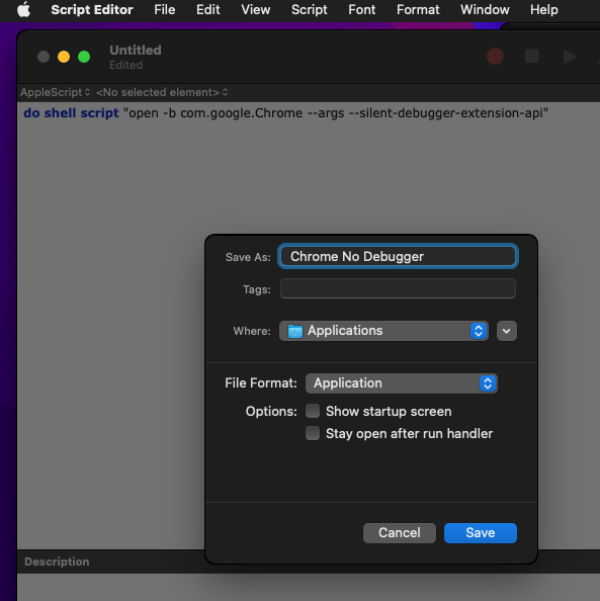 Script Editor File Edit View Script Font Format Window Help
Untitled
Edited
AppleScript <No selected element>
do shell script "open -b com.google.Chrome --args --silent-debugger-extension-api"
Save As: Chrome No Debugger
Tags:
Where: Applications
File Format: Application
Options: Show startup screen
Stay open after run handler
Cancel Save
Description